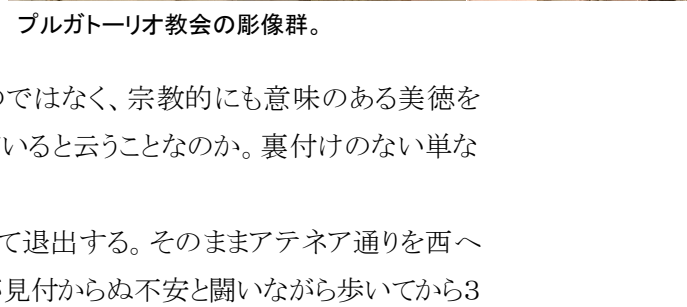 プルガトーリオ教会の彫像群。
ではなく、宗教的にも意味のある美徳を
いると云うことなのか。裏付けのない単な
て退出する。そのままアテネア通りを西へ
見付からぬ不安と闘いながら歩いてから3